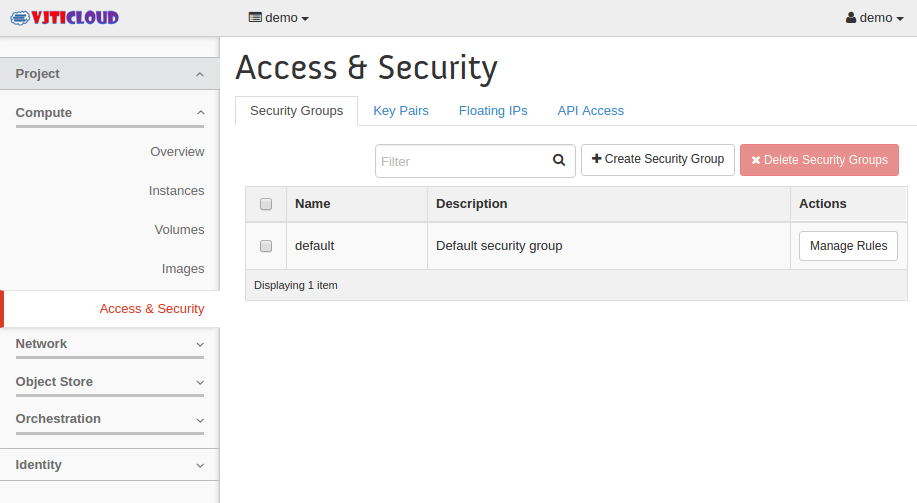 VJTICLOUD
demo
demo
Project
Compute
Overview
Instances
Volumes
Images
Access & Security
Network
Object Store
Orchestration
Identity
Access & Security
Security Groups Key Pairs Floating IPs API Access
Filter Create Security Group Delete Security Groups
Name Description Actions
default Default security group Manage Rules
Displaying 1 item